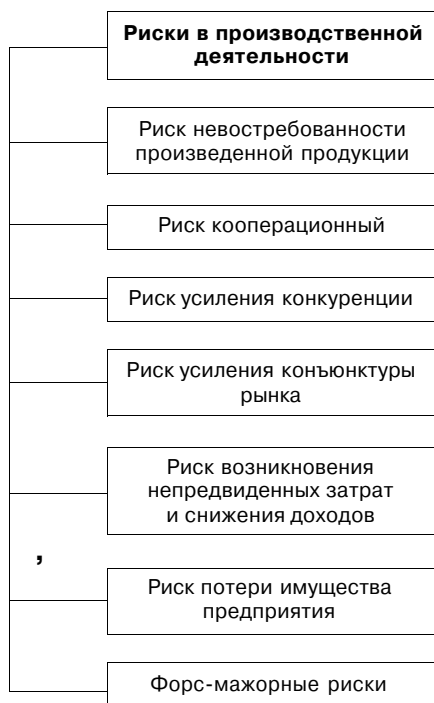 Риски в производственной
деятельности
Риск невостребованности
произведенной продукции
Риск кооперационный
Риск усиления конкуренции
Риск усиления конъюнктуры
рынка
Риск возникновения
непредвиденных затрат
и снижения доходов
,
Риск потери имущества
предприятия
Форс-мажорные риски